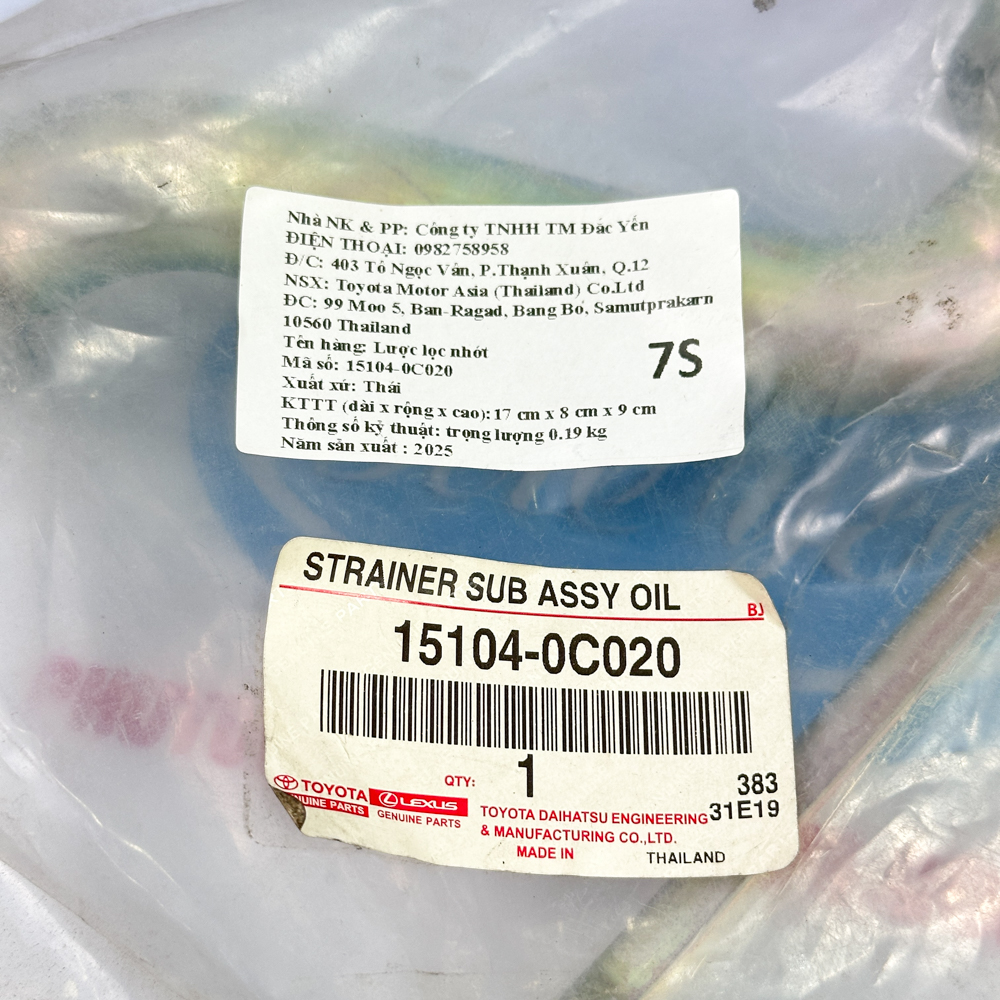 Nhà NK & PP: Công ty TNHH TM Đắc Yến
ĐIỆN THOẠI: 0982758958
Đ/C: 403 Tô Ngọc Vân, P.Thạnh Xuân, Q.12
NSX: Toyota Motor Asia (Thailand) Co.Ltd
ĐC: 99 Moo 5, Ban-Ragad, Bang Bo, Samutprakarn
10560 Thailand
Tên hàng: Lược lọc nhớt
Mã số: 15104-0C020
Xuất xứ: Thái
KTTT (dài x rộng x cao): 17 cm x 8 cm x 9 cm
Thông số kỹ thuật: trọng lượng 0.19 kg
Năm sản xuất : 2025
7S
STRAINER SUB ASSY OIL
BJ
15104-0C020
QTY: 1
383
31E19
TOYOTA
GENUINE PARTS
LEXUS
GENUINE PARTS
TOYOTA DAIHATSU ENGINEERING
& MANUFACTURING CO.,LTD.
MADE IN THAILAND